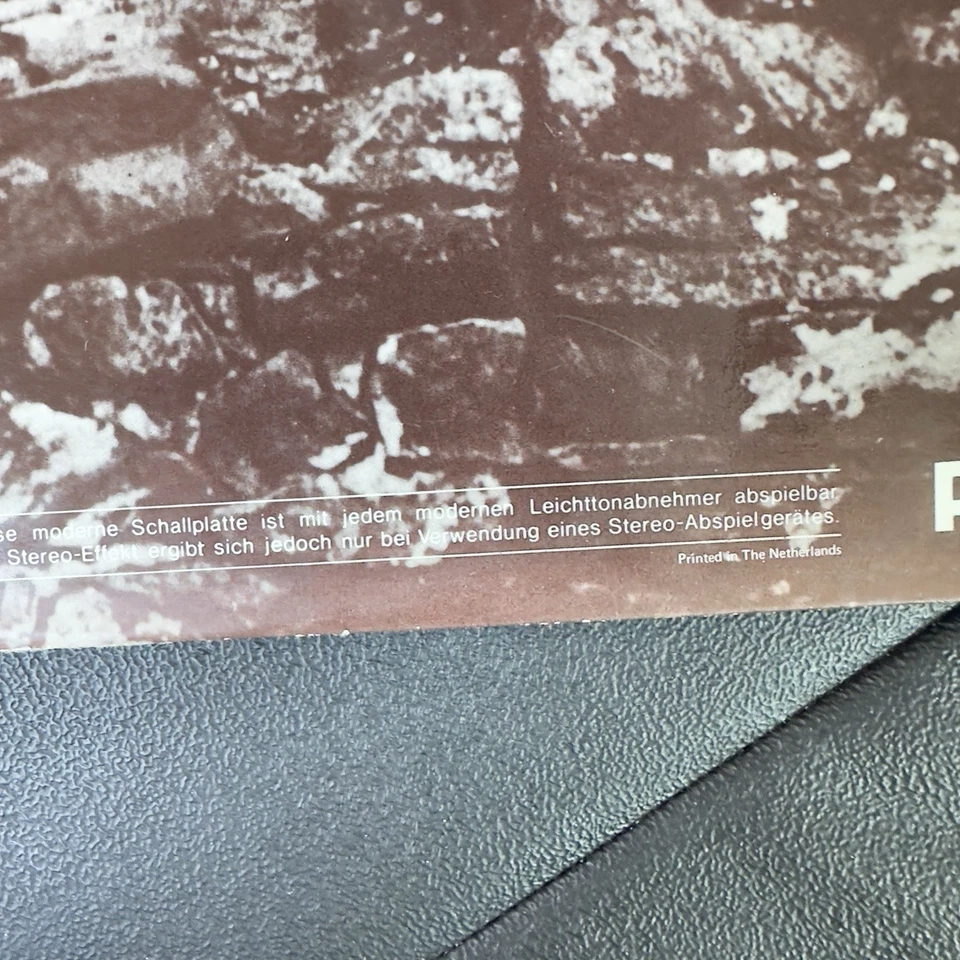 se moderne Schallplatte ist mit jedem modernen Leichttonabnehmer abspielbar
Stereo-Effekt ergibt sich jedoch nur bei Verwendung eines Stereo-Abspielgerätes.
Printed in The Netherlands